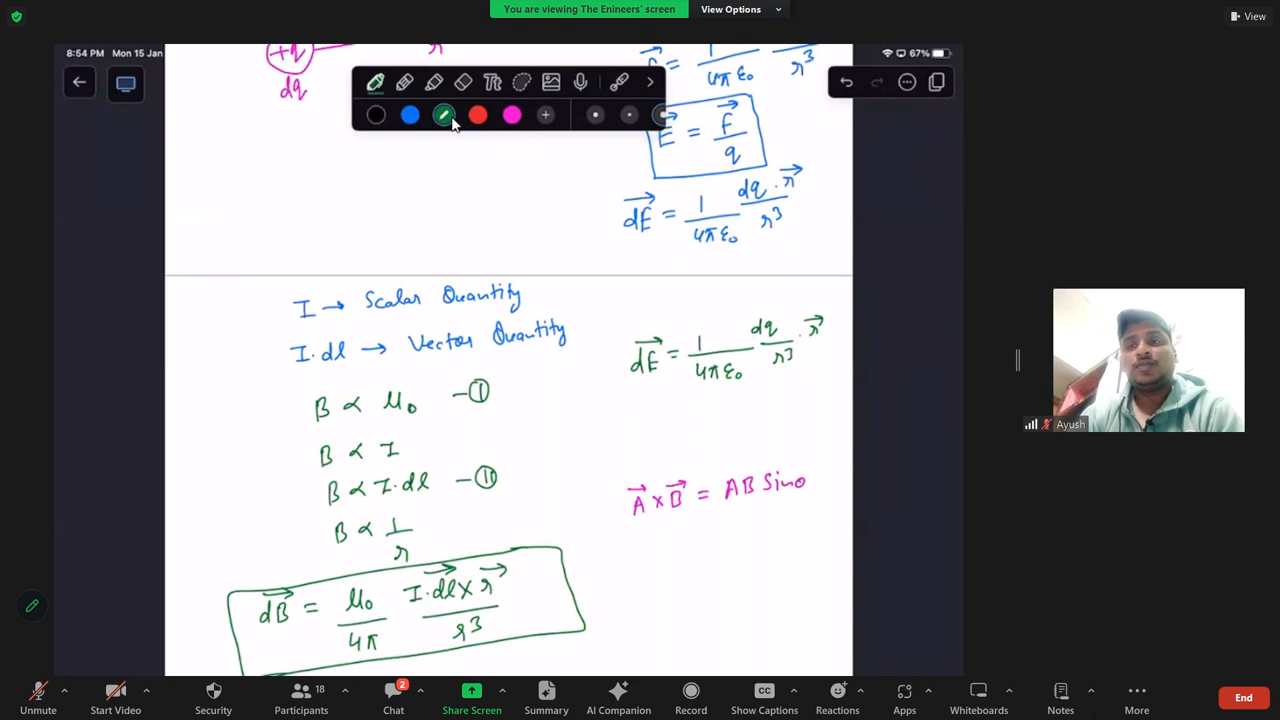 You are viewing The Enineers' screen
View Options
View
8:54 PM Mon 15 Jan
67%
+q
dq
r
= 1/4πε₀ r³
E⃗ = f⃗/q
dE⃗ = 1/4πε₀ dq·r⃗/r³
I → Scalar Quantity
I·dl → Vector Quantity
dE⃗ = 1/4πε₀ dq/r³ · r⃗
B ∝ μ₀ -Ⓘ
B ∝ I
B ∝ I·dl -Ⓘⓘ
A⃗ × B⃗ = AB Sinθ
B ∝ 1/r
dB⃗ = μ₀/4π I·dl⃗ × r⃗/r³
Ayush
Unmute
Start Video
Security
Participants
18
Chat
2
Share Screen
Summary
AI Companion
Record
CC
Show Captions
Reactions
Apps
Whiteboards
Notes
More
End